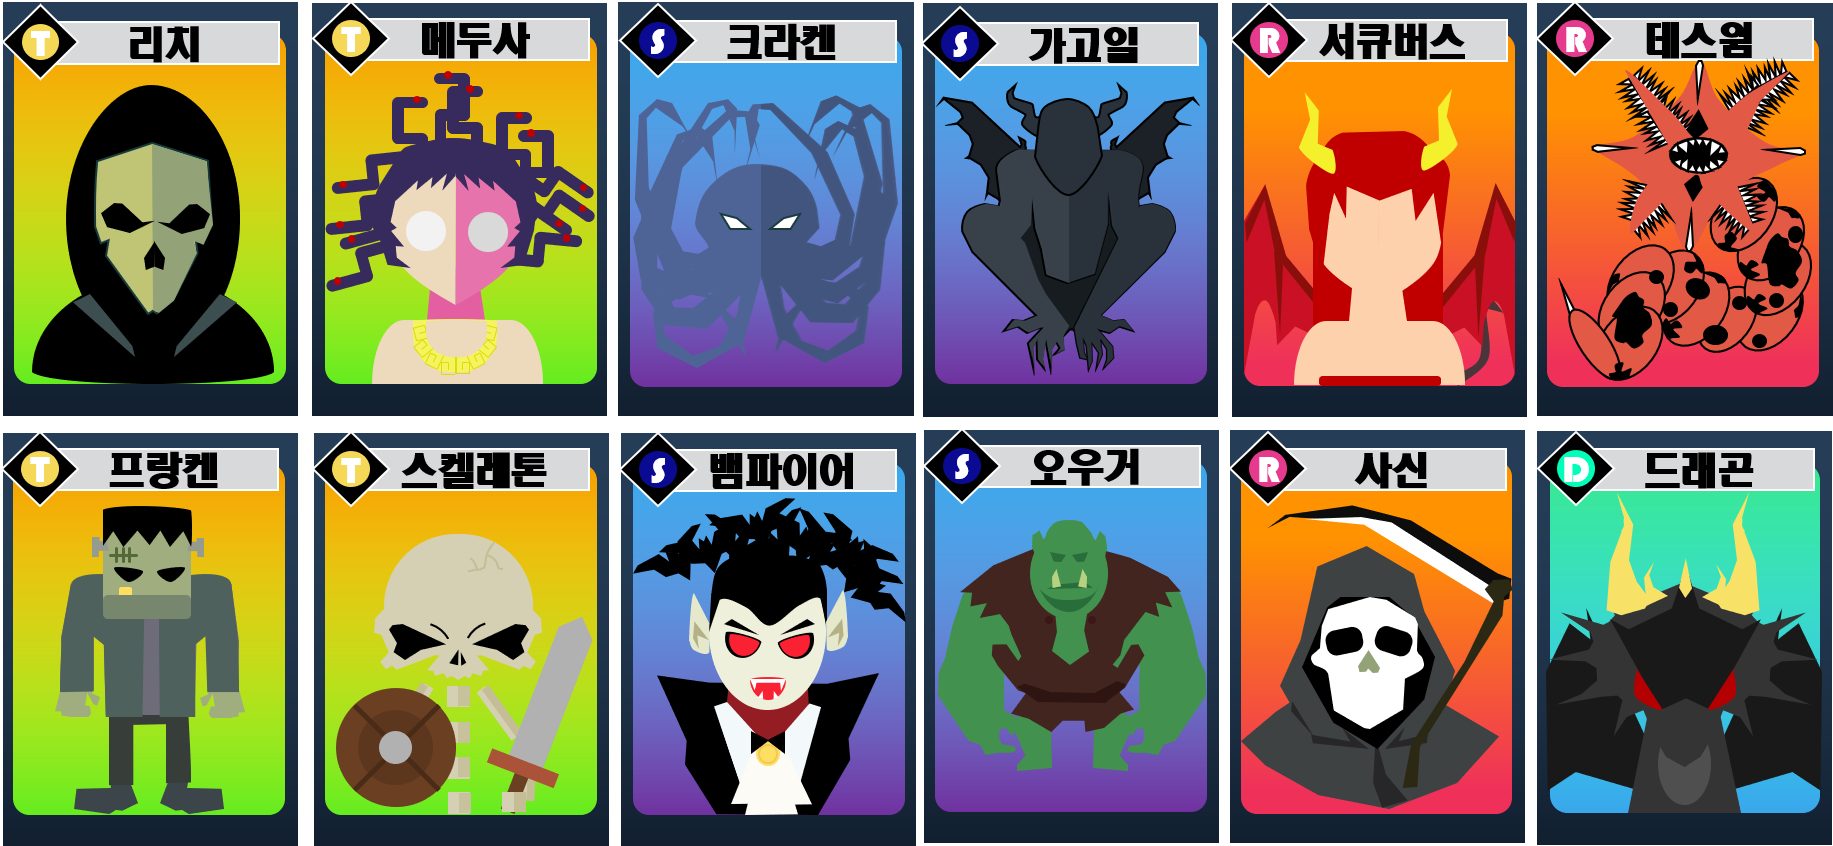 T 리치
T 메두사
S 크라켄
S 가고일
R 서큐버스
R 데스웜
T 프랑켄
T 스켈레톤
S 뱀파이어
S 오우거
R 사신
D 드래곤